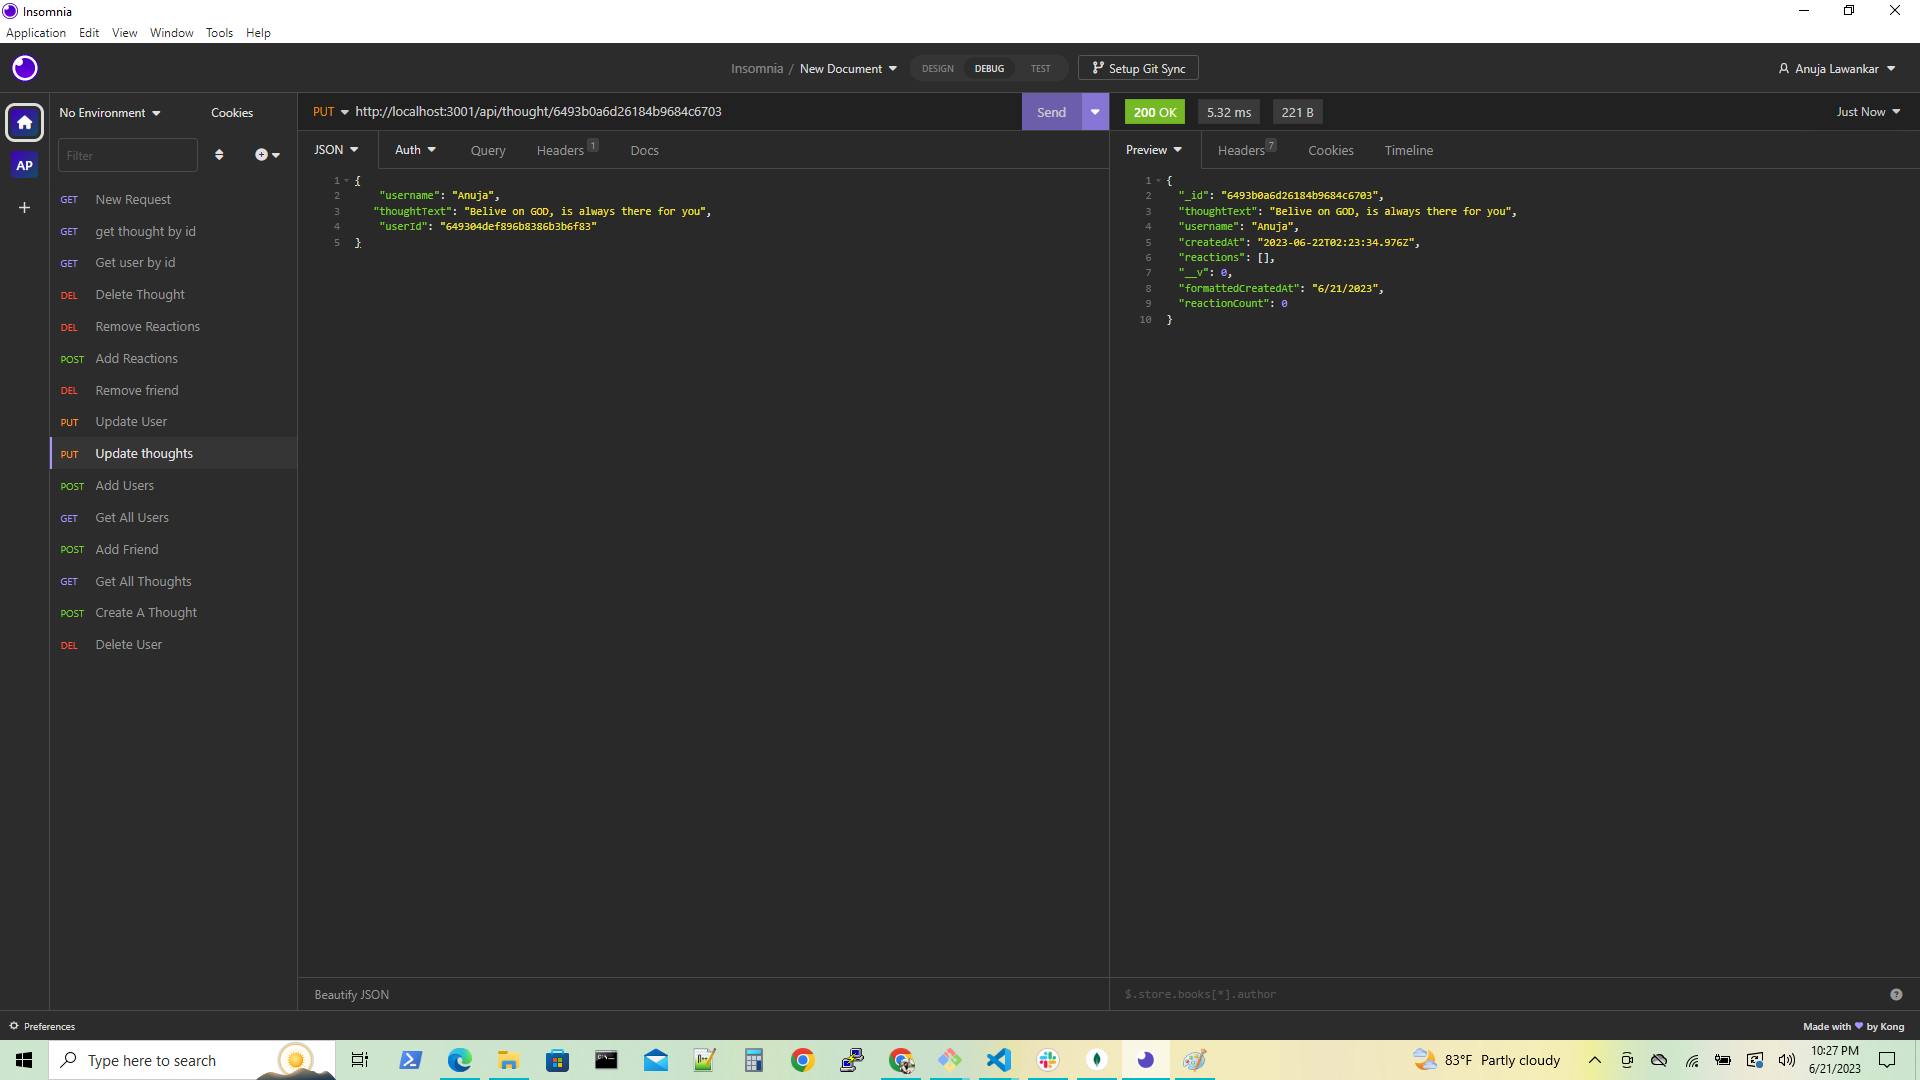 Insomnia
Application Edit View Window Tools Help
Insomnia / New Document DESIGN DEBUG TEST Setup Git Sync Anuja Lawankar
No Environment Cookies
Filter
AP
GET New Request
GET get thought by id
GET Get user by id
DEL Delete Thought
DEL Remove Reactions
POST Add Reactions
DEL Remove friend
PUT Update User
PUT Update thoughts
POST Add Users
GET Get All Users
POST Add Friend
GET Get All Thoughts
POST Create A Thought
DEL Delete User
PUT http://localhost:3001/api/thought/6493b0a6d26184b9684c6703 Send
JSON Auth Query Headers 1 Docs
1 {
2 "username": "Anuja",
3 "thoughtText": "Belive on GOD, is always there for you",
4 "userId": "649304def896b8386b3b6f83"
5 }
Beautify JSON
200 OK 5.32 ms 221 B Just Now
Preview Headers 7 Cookies Timeline
1 {
2 "_id": "6493b0a6d26184b9684c6703",
3 "thoughtText": "Belive on GOD, is always there for you",
4 "username": "Anuja",
5 "createdAt": "2023-06-22T02:23:34.976Z",
6 "reactions": [],
7 "__v": 0,
8 "formattedCreatedAt": "6/21/2023",
9 "reactionCount": 0
10 }
$.store.books[*].author
Preferences
Made with by Kong
Type here to search
83°F Partly cloudy
10:27 PM
6/21/2023